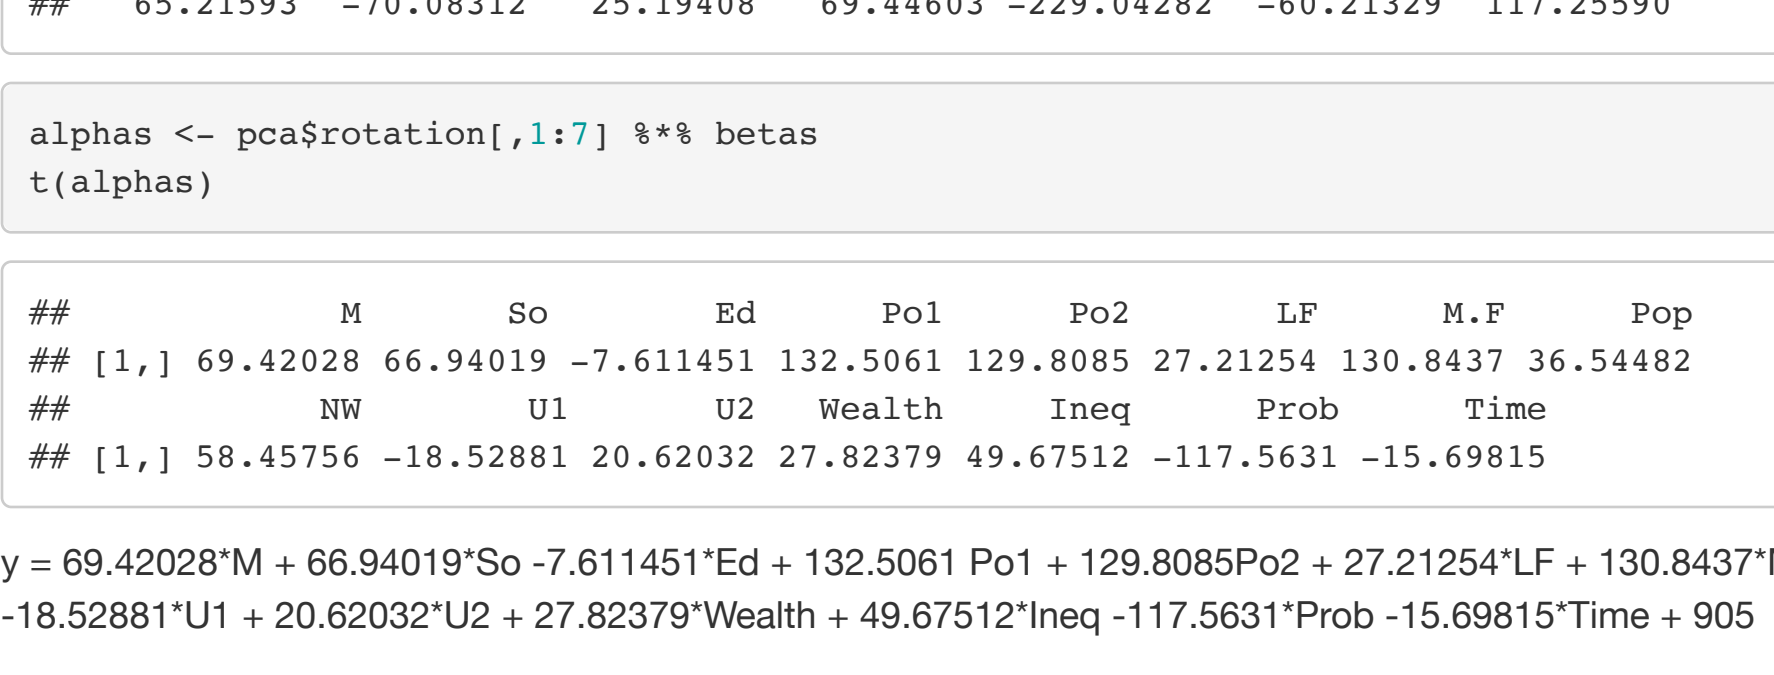 ## 65.21593 -70.08312 25.19408 69.44603 -229.04282 -60.21329 117.25590
alphas <- pca$rotation[,1:7] %*% betas
t(alphas)
## M So Ed Po1 Po2 LF M.F Pop
## [1,] 69.42028 66.94019 -7.611451 132.5061 129.8085 27.21254 130.8437 36.54482
## NW U1 U2 Wealth Ineq Prob Time
## [1,] 58.45756 -18.52881 20.62032 27.82379 49.67512 -117.5631 -15.69815
y = 69.42028*M + 66.94019*So -7.611451*Ed + 132.5061 Po1 + 129.8085Po2 + 27.21254*LF + 130.8437*
-18.52881*U1 + 20.62032*U2 + 27.82379*Wealth + 49.67512*Ineq -117.5631*Prob -15.69815*Time + 905